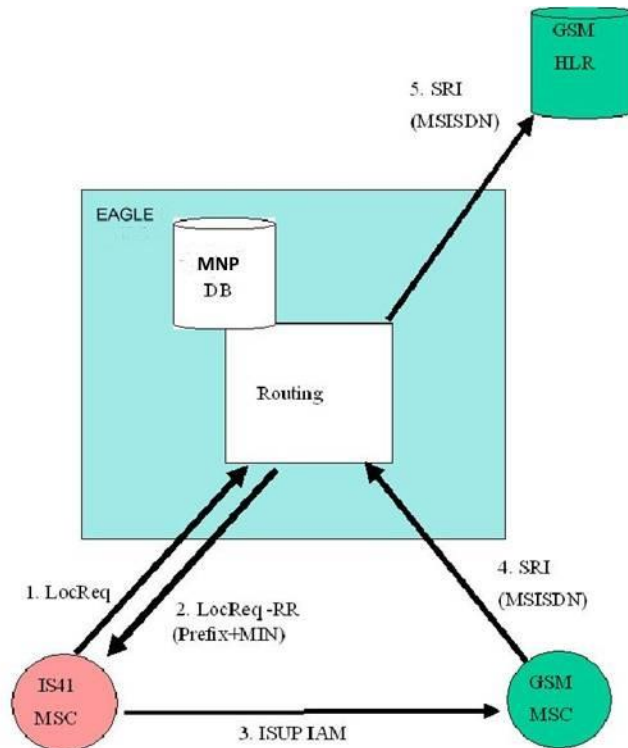 GSM
HLR
5. SRI
(MSISDN)
EAGLE
MNP
DB
Routing
1. LocReq
2. LocReq-RR
(Prefix+MIN)
4. SRI
(MSISDN)
IS41
MSC
GSM
MSC
3. ISUP IAM